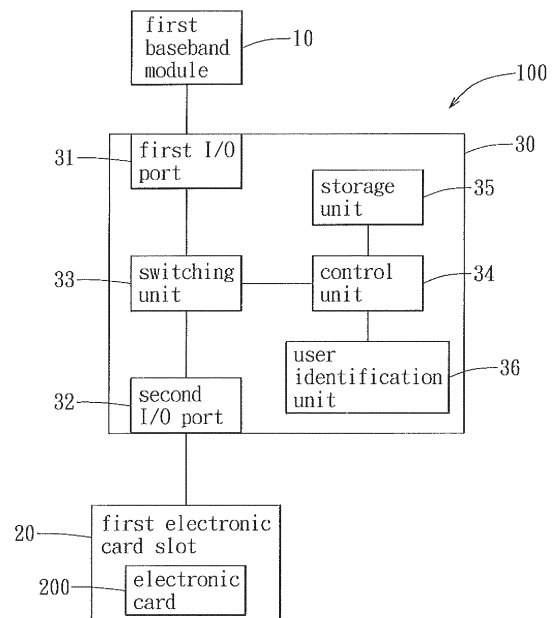 first
baseband
module
10
100
31
first I/O
port
30
storage
unit
35
33
switching
unit
control
unit
34
user
identification
unit
36
32
second
I/O port
20
first electronic
card slot
200
electronic
card